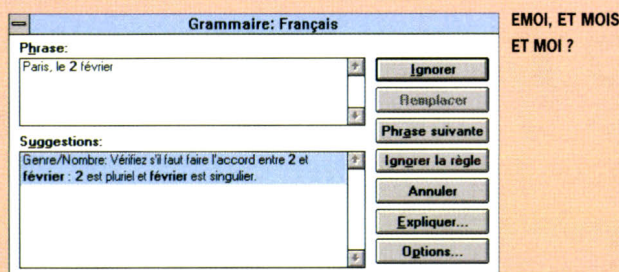 Grammaire: Français
Phrase:
Paris, le 2 février
Suggestions:
Genre/Nombre: Vérifiez s'il faut faire l'accord entre 2 et
février : 2 est pluriel et février est singulier.
Ignorer
Remplacer
Phrase suivante
Ignorer la règle
Annuler
Expliquer...
Options...
EMOI, ET MOIS
ET MOI ?